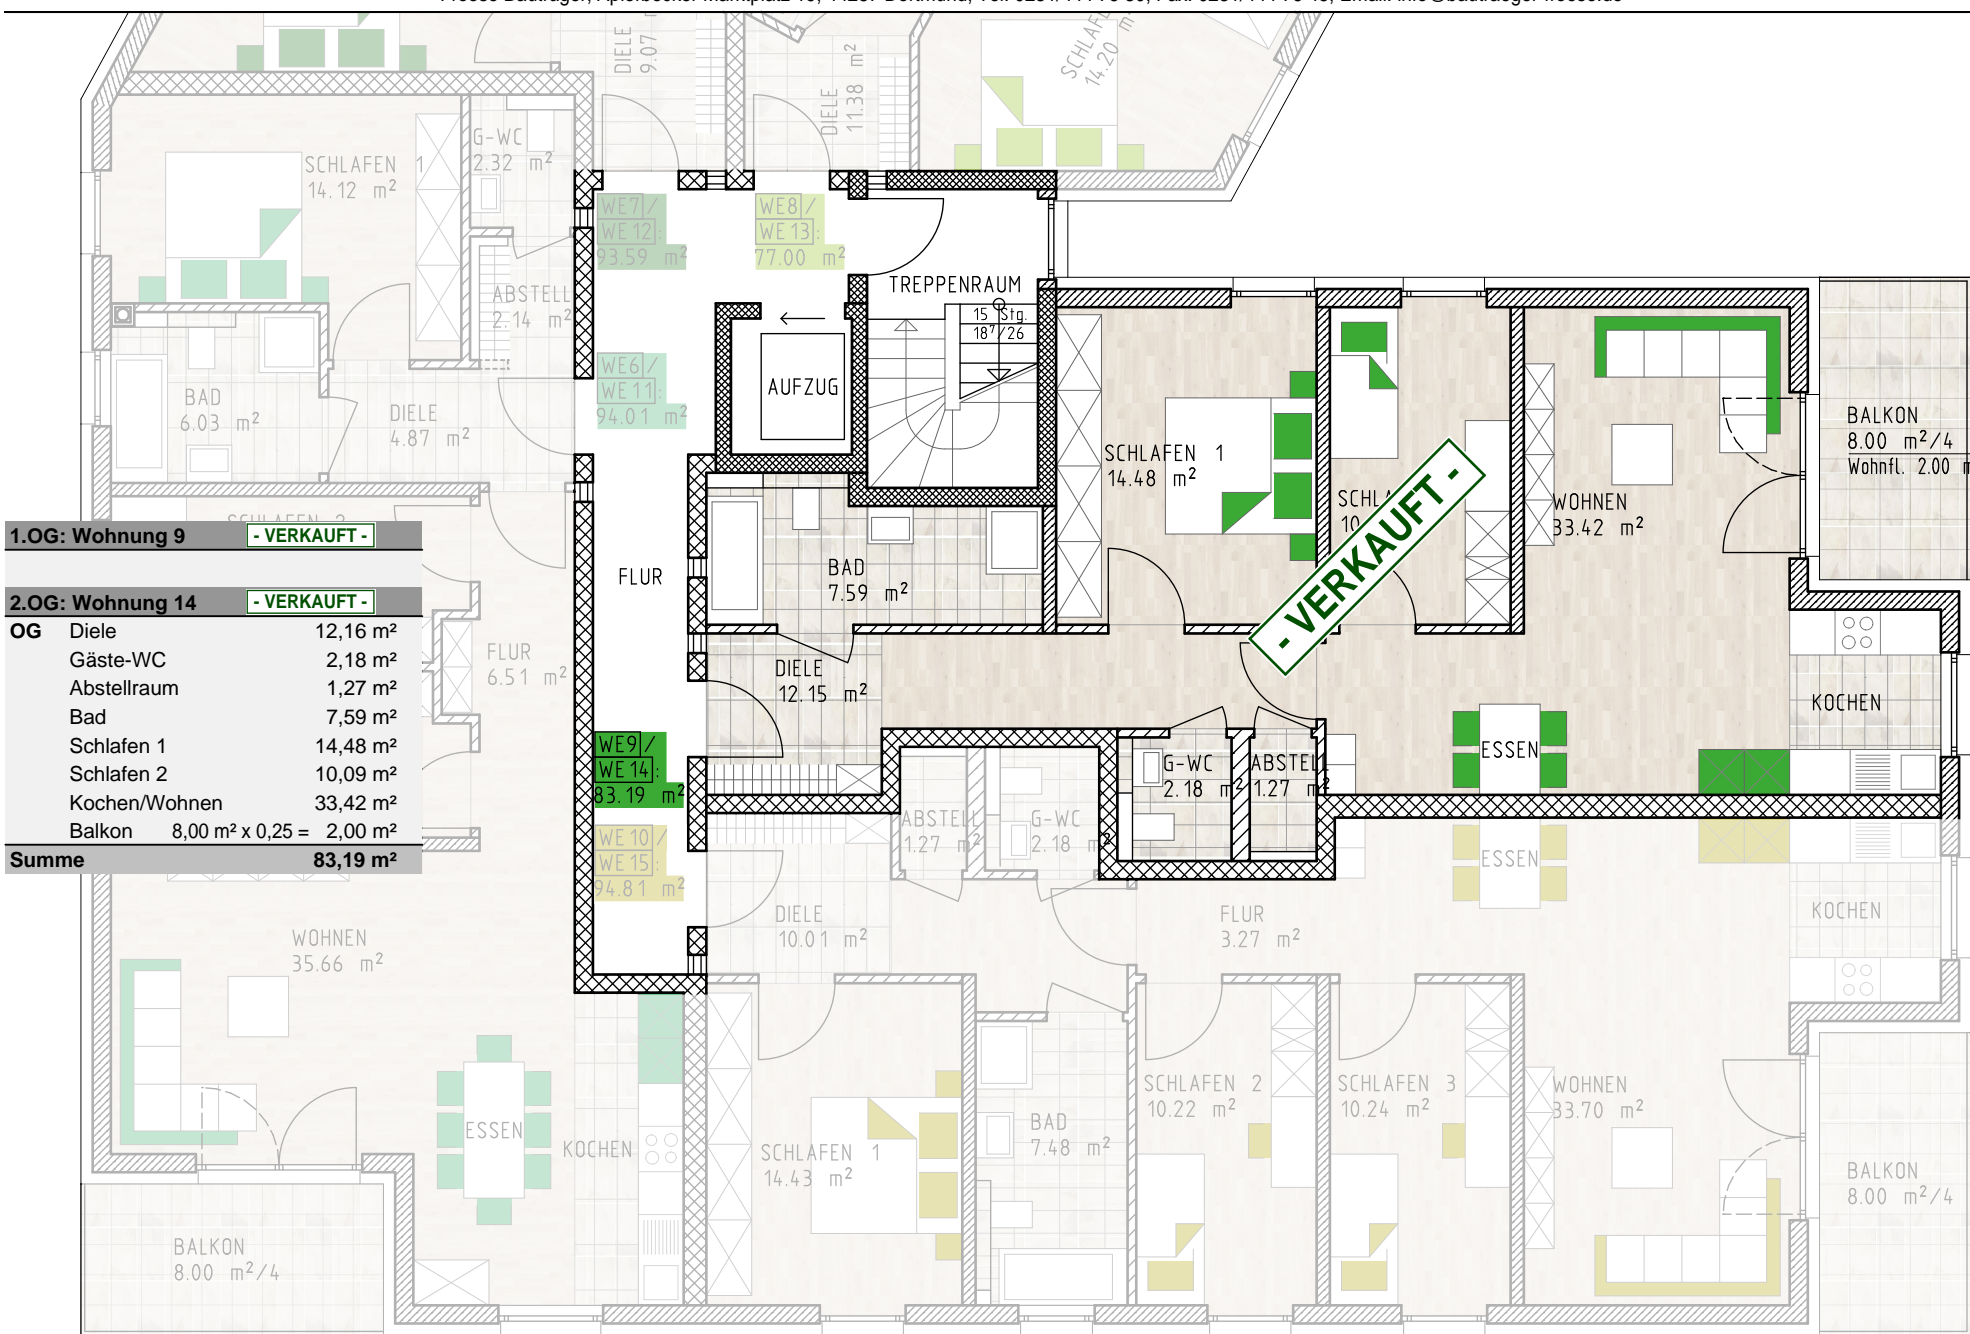 DIELE
9.07 m
DIELE
11.38 m²
14.20 m
SCHLAFEN 1
14.12 m²
G-WC
2.32 m²
WE7/
WE12:
93.59 m²
WE8/
WE13:
77.00 m²
TREPPENRAUM
15 Stg.
18⁷/26
ABSTELL
2.14 m²
BAD
6.03 m²
DIELE
4.87 m²
WE6/
WE11:
94.01 m²
AUFZUG
SCHLAFEN 1
14.48 m²
WOHNEN
33.42 m²
BALKON
8.00 m²/4
Wohnfl. 2.00 m
- VERKAUFT -
1.OG: Wohnung 9 - VERKAUFT -
2.OG: Wohnung 14 - VERKAUFT -
OG Diele 12,16 m²
Gäste-WC 2,18 m²
Abstellraum 1,27 m²
Bad 7,59 m²
Schlafen 1 14,48 m²
Schlafen 2 10,09 m²
Kochen/Wohnen 33,42 m²
Balkon 8,00 m² x 0,25 = 2,00 m²
Summe 83,19 m²
FLUR
6.51 m²
FLUR
BAD
7.59 m²
DIELE
12.15 m²
KOCHEN
ESSEN
WE9/
WE14:
83.19 m²
G-WC
2.18 m²
ABSTELL
1.27 m²
WE10/
WE15:
94.81 m²
ABSTELL
1.27 m²
G-WC
2.18 m²
ESSEN
DIELE
10.01 m²
FLUR
3.27 m²
KOCHEN
WOHNEN
35.66 m²
ESSEN
KOCHEN
SCHLAFEN 1
14.43 m²
BAD
7.48 m²
SCHLAFEN 2
10.22 m²
SCHLAFEN 3
10.24 m²
WOHNEN
33.70 m²
BALKON
8.00 m²/4
BALKON
8.00 m²/4